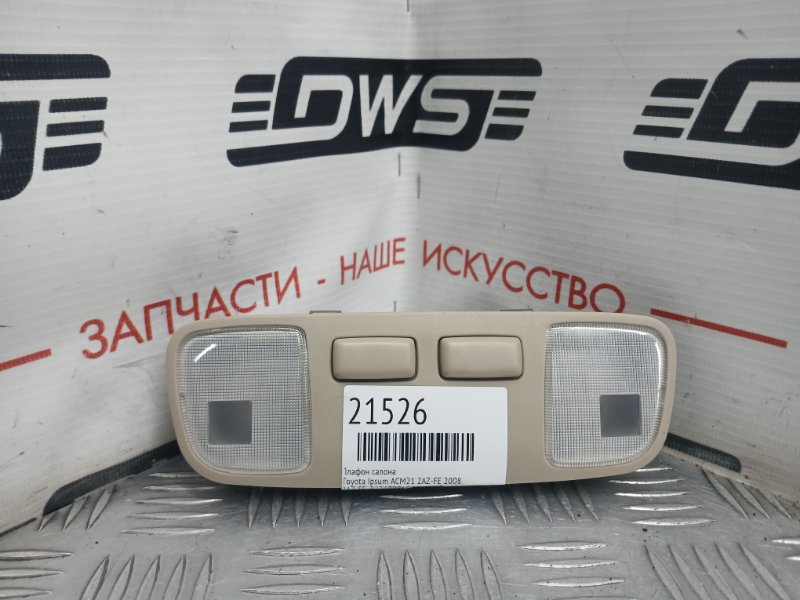 DWS
ЗАПЧАСТИ - НАШЕ ИСКУССТВО
21526
Плафон салона
Toyota Ipsum ACM21 2AZ-FE 2008